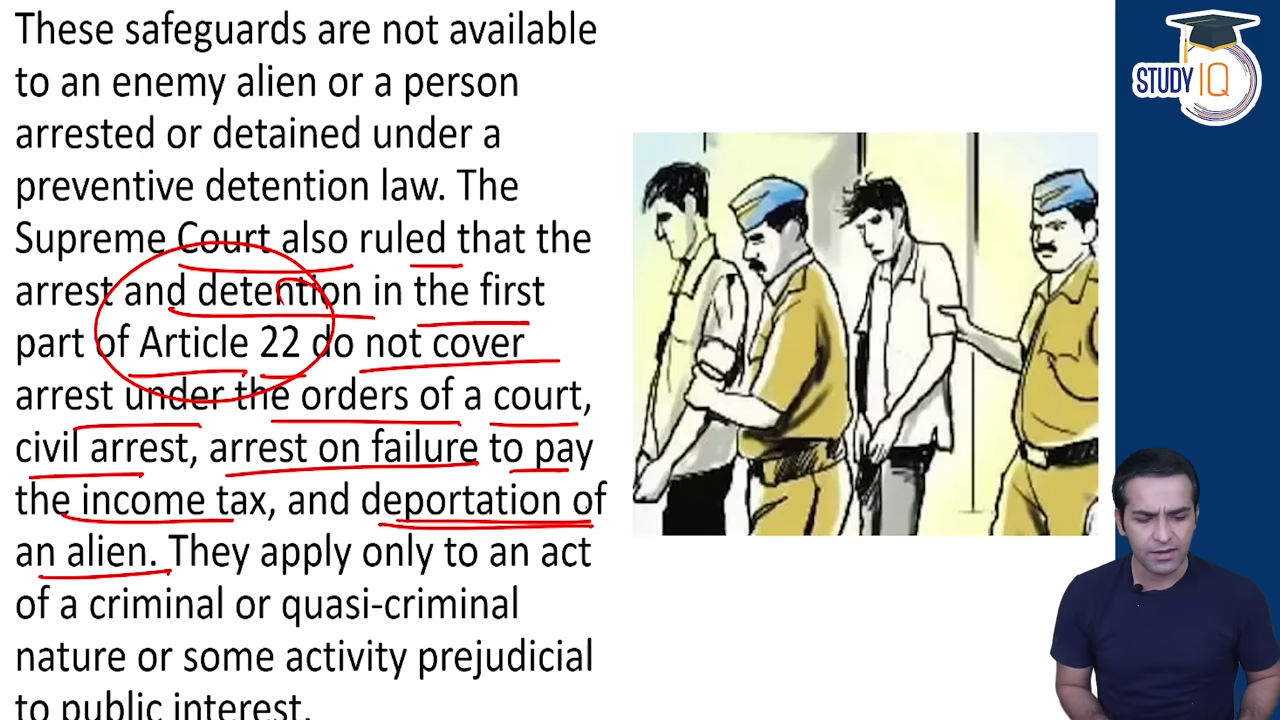 These safeguards are not available
to an enemy alien or a person
arrested or detained under a
preventive detention law. The
Supreme Court also ruled that the
arrest and detention in the first
part of Article 22 do not cover
arrest under the orders of a court,
civil arrest, arrest on failure to pay
the income tax, and deportation of
an alien. They apply only to an act
of a criminal or quasi-criminal
nature or some activity prejudicial
to public interest.
STUDY IQ